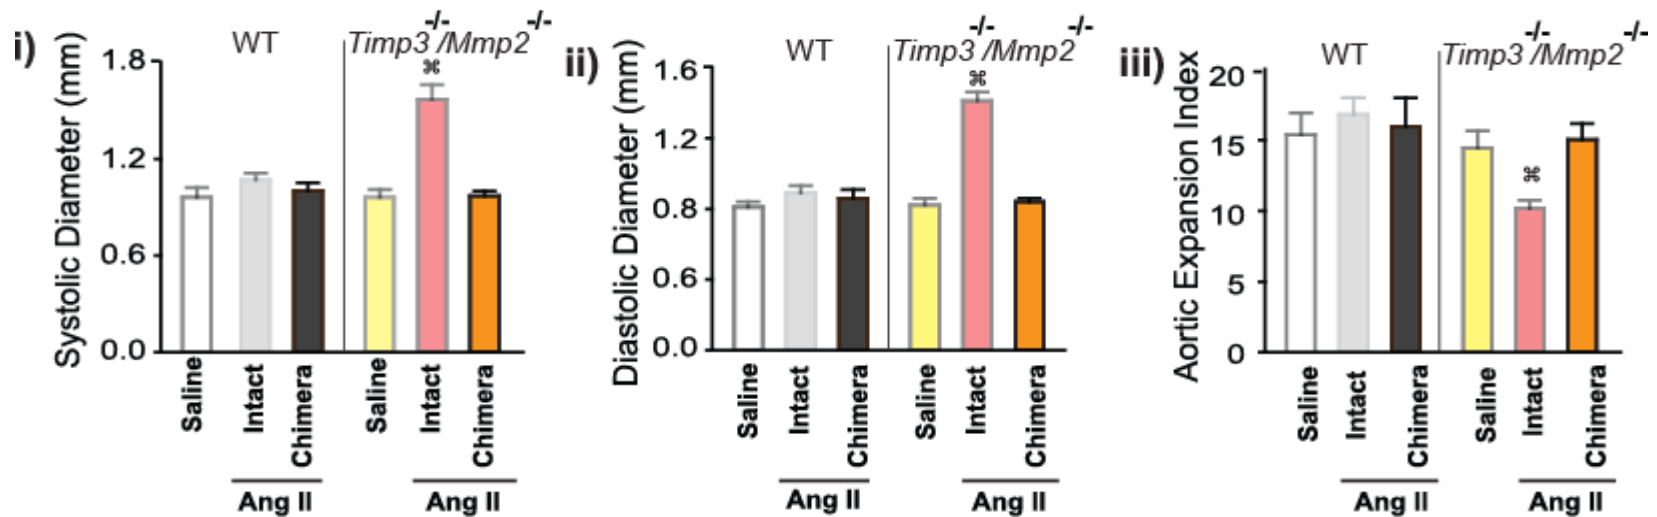 i)
WT
Timp3-/-/Mmp2-/-
⌘
Systolic Diameter (mm)
1.8
1.2
0.6
0.0
Saline
Intact
Chimera
Saline
Intact
Chimera
Ang II
Ang II
ii)
WT
Timp3-/-/Mmp2-/-
⌘
Diastolic Diameter (mm)
1.6
1.2
0.8
0.6
0.0
Saline
Intact
Chimera
Saline
Intact
Chimera
Ang II
Ang II
iii)
WT
Timp3-/-/Mmp2-/-
⌘
Aortic Expansion Index
20
15
10
5
0
Saline
Intact
Chimera
Saline
Intact
Chimera
Ang II
Ang II